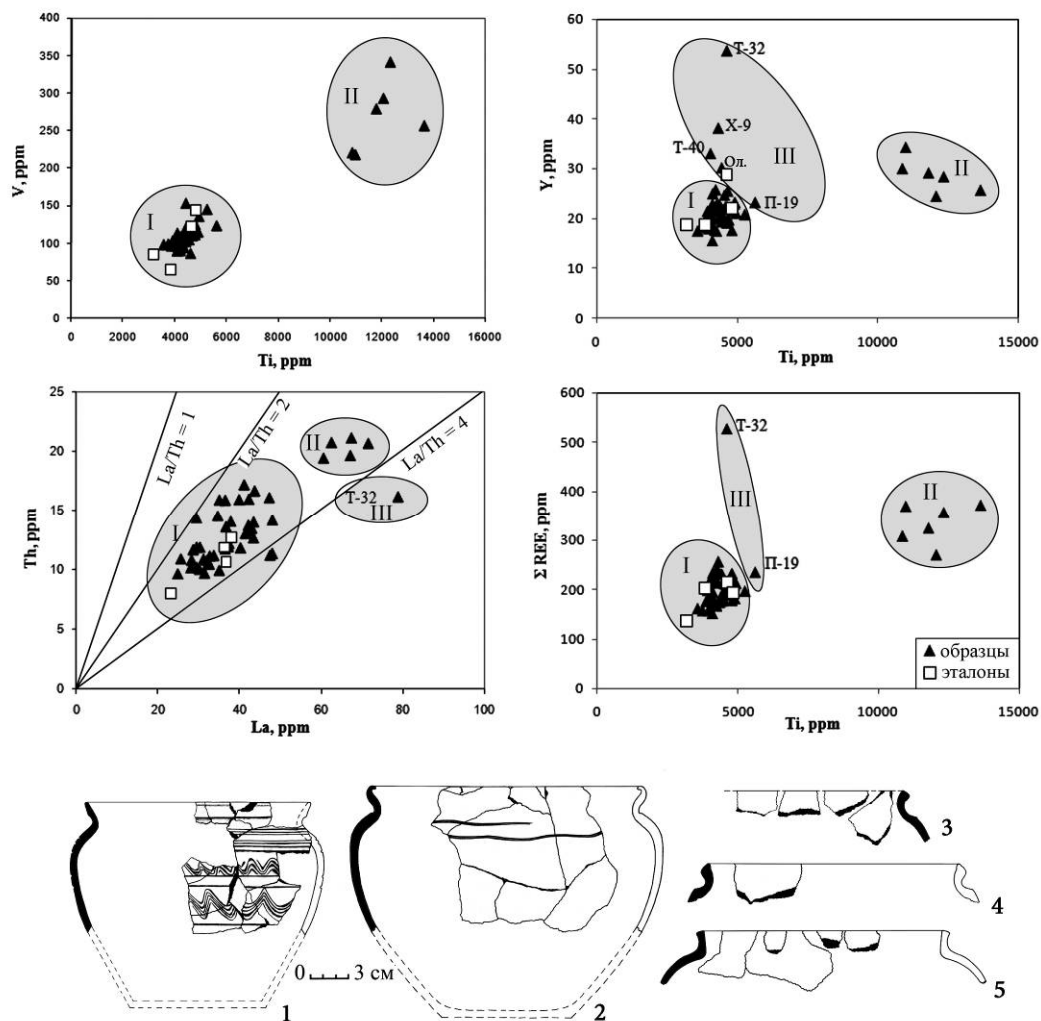 V, ppm
400
350
300
250
200
150
100
50
0
0 2000 4000 6000 8000 10000 12000 14000 16000
Ti, ppm
I
II
Y, ppm
60
50
40
30
20
10
0
0 5000 10000 15000
Ti, ppm
Т-32
Х-9
Т-40
Ол.
III
I
П-19
II
Th, ppm
25
20
15
10
5
0
0 20 40 60 80 100
La, ppm
La/Th = 1
La/Th = 2
La/Th = 4
II
Т-32
III
I
Σ REE, ppm
600
500
400
300
200
100
0
0 5000 10000 15000
Ti, ppm
Т-32
III
II
I
П-19
образцы
эталоны
0 3 см
1
2
3
4
5